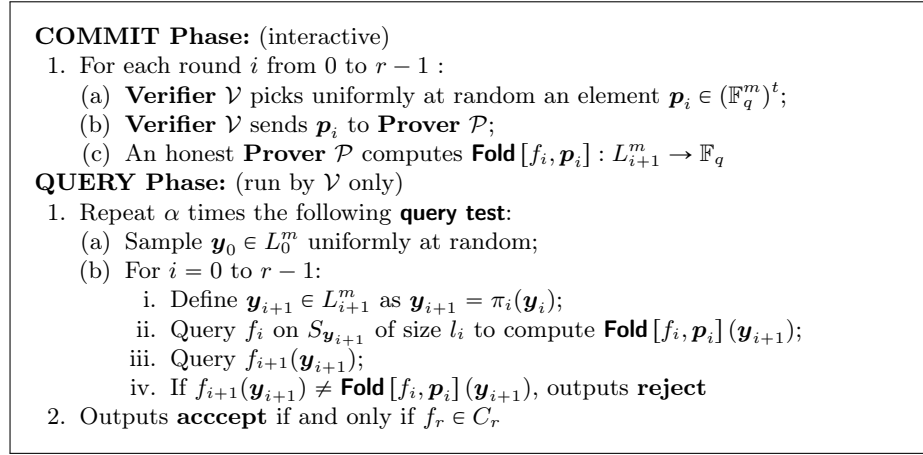 COMMIT Phase: (interactive)
1. For each round i from 0 to r − 1 :
(a) Verifier 𝒱 picks uniformly at random an element 𝒑ᵢ ∈ (𝔽_q^m)^t;
(b) Verifier 𝒱 sends 𝒑ᵢ to Prover 𝒫;
(c) An honest Prover 𝒫 computes Fold [f_i, 𝒑_i] : L_{i+1}^m → 𝔽_q
QUERY Phase: (run by 𝒱 only)
1. Repeat α times the following query test:
(a) Sample 𝒚_0 ∈ L_0^m uniformly at random;
(b) For i = 0 to r − 1:
i. Define 𝒚_{i+1} ∈ L_{i+1}^m as 𝒚_{i+1} = π_i(𝒚_i);
ii. Query f_i on S_{𝒚_{i+1}} of size l_i to compute Fold [f_i, 𝒑_i] (𝒚_{i+1});
iii. Query f_{i+1}(𝒚_{i+1});
iv. If f_{i+1}(𝒚_{i+1}) ≠ Fold [f_i, 𝒑_i] (𝒚_{i+1}), outputs reject
2. Outputs acccept if and only if f_r ∈ C_r